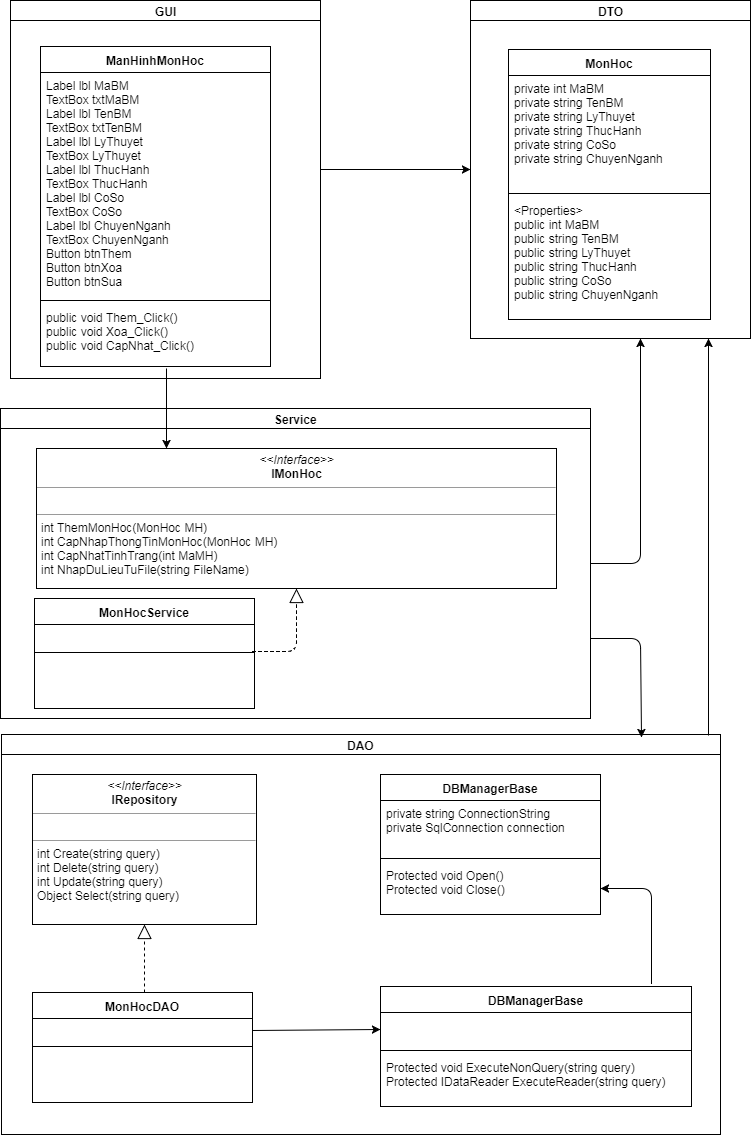 GUI
ManHinhMonHoc
Label lbl MaBM
TextBox txtMaBM
Label lbl TenBM
TextBox txtTenBM
Label lbl LyThuyet
TextBox LyThuyet
Label lbl ThucHanh
TextBox ThucHanh
Label lbl CoSo
TextBox CoSo
Label lbl ChuyenNganh
TextBox ChuyenNganh
Button btnThem
Button btnXoa
Button btnSua
public void Them_Click()
public void Xoa_Click()
public void CapNhat_Click()
DTO
MonHoc
private int MaBM
private string TenBM
private string LyThuyet
private string ThucHanh
private string CoSo
private string ChuyenNganh
<Properties>
public int MaBM
public string TenBM
public string LyThuyet
public string ThucHanh
public string CoSo
public string ChuyenNganh
Service
<<Interface>>
IMonHoc
int ThemMonHoc(MonHoc MH)
int CapNhapThongTinMonHoc(MonHoc MH)
int CapNhatTinhTrang(int MaMH)
int NhapDuLieuTuFile(string FileName)
MonHocService
DAO
<<Interface>>
IRepository
int Create(string query)
int Delete(string query)
int Update(string query)
Object Select(string query)
DBManagerBase
private string ConnectionString
private SqlConnection connection
Protected void Open()
Protected void Close()
MonHocDAO
DBManagerBase
Protected void ExecuteNonQuery(string query)
Protected IDataReader ExecuteReader(string query)